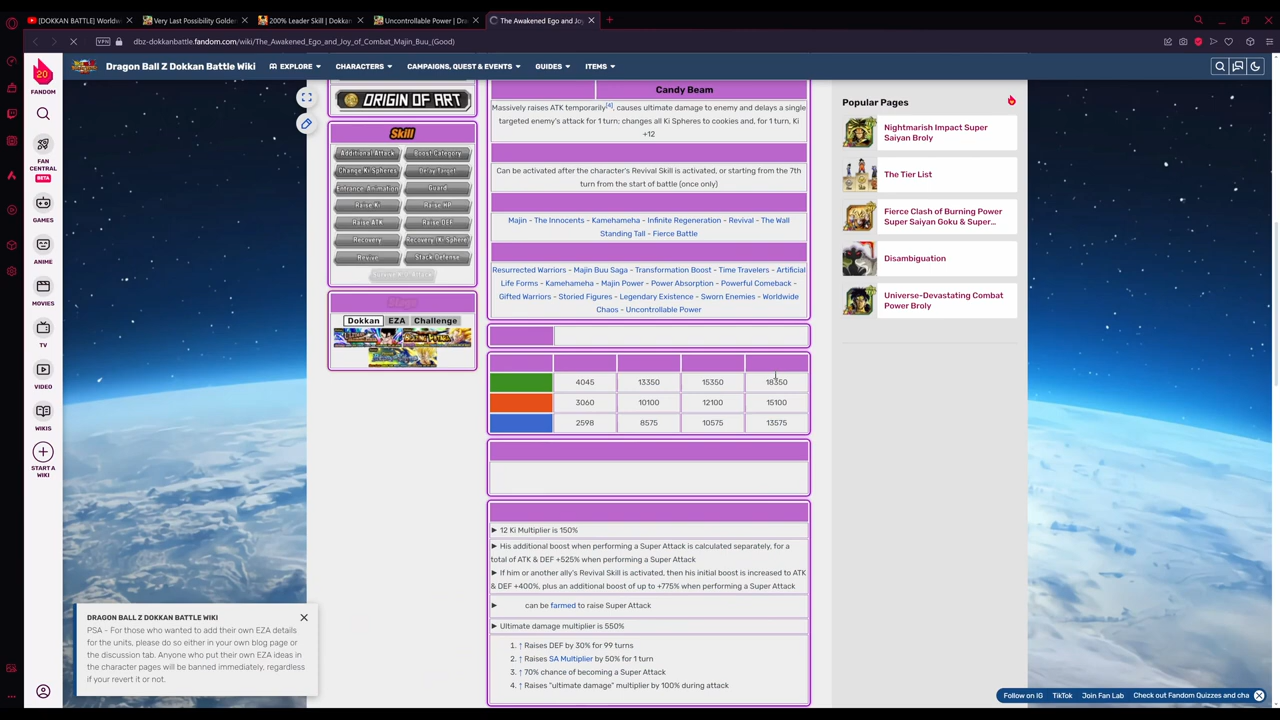 [DOKKAN BATTLE] Worldw
Very Last Possibility Golden
200% Leader Skill | Dokkan
Uncontrollable Power | Dra
The Awakened Ego and Joy
VPN
dbz-dokkanbattle.fandom.com/wiki/The_Awakened_Ego_and_Joy_of_Combat_Majin_Buu_(Good)
Dragon Ball Z Dokkan Battle Wiki
EXPLORE
CHARACTERS
CAMPAIGNS, QUEST & EVENTS
GUIDES
ITEMS
20
FANDOM
FAN
CENTRAL
BETA
GAMES
ANIME
MOVIES
TV
VIDEO
WIKIS
START A
WIKI
ORIGIN OF ART
Skill
Additional Attack
Boost Category
Change Ki Spheres
Delay Target
Entrance Animation
Guard
Raise Ki
Raise HP
Raise ATK
Raise DEF
Recovery
Recovery (Ki Sphere)
Revive
Stack Defense
Stage
Dokkan
EZA
Challenge
Candy Beam
Massively raises ATK temporarily[4], causes ultimate damage to enemy and delays a single
targeted enemy's attack for 1 turn; changes all Ki Spheres to cookies and, for 1 turn, Ki
+12
Can be activated after the character's Revival Skill is activated, or starting from the 7th
turn from the start of battle (once only)
Majin - The Innocents - Kamehameha - Infinite Regeneration - Revival - The Wall
Standing Tall - Fierce Battle
Resurrected Warriors - Majin Buu Saga - Transformation Boost - Time Travelers - Artificial
Life Forms - Kamehameha - Majin Power - Power Absorption - Powerful Comeback -
Gifted Warriors - Storied Figures - Legendary Existence - Sworn Enemies - Worldwide
Chaos - Uncontrollable Power
4045 13350 15350 18350
3060 10100 12100 15100
2598 8575 10575 13575
► 12 Ki Multiplier is 150%
► His additional boost when performing a Super Attack is calculated separately, for a
total of ATK & DEF +525% when performing a Super Attack
► If him or another ally's Revival Skill is activated, then his initial boost is increased to ATK
& DEF +400%, plus an additional boost of up to +775% when performing a Super Attack
► can be farmed to raise Super Attack
► Ultimate damage multiplier is 550%
1. ↑ Raises DEF by 30% for 99 turns
2. ↑ Raises SA Multiplier by 50% for 1 turn
3. ↑ 70% chance of becoming a Super Attack
4. ↑ Raises "ultimate damage" multiplier by 100% during attack
Popular Pages
Nightmarish Impact Super
Saiyan Broly
The Tier List
Fierce Clash of Burning Power
Super Saiyan Goku & Super...
Disambiguation
Universe-Devastating Combat
Power Broly
DRAGON BALL Z DOKKAN BATTLE WIKI
PSA - For those who wanted to add their own EZA details
for the units, please do so either in your own blog page or
the discussion tab. Anyone who put their own EZA ideas in
the character pages will be banned immediately, regardless
if your revert it or not.
Follow on IG
TikTok
Join Fan Lab
Check out Fandom Quizzes and cha